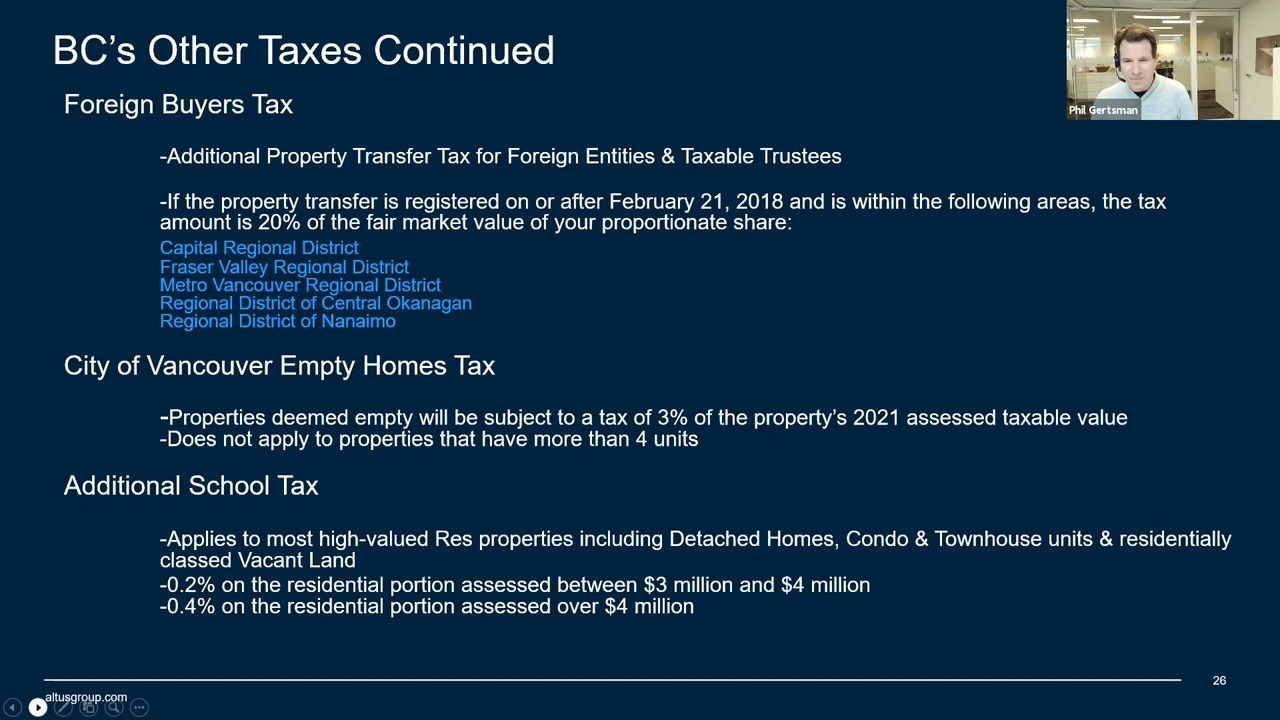 BC's Other Taxes Continued
Phil Gertsman
Foreign Buyers Tax
-Additional Property Transfer Tax for Foreign Entities & Taxable Trustees
-If the property transfer is registered on or after February 21, 2018 and is within the following areas, the tax
amount is 20% of the fair market value of your proportionate share:
Capital Regional District
Fraser Valley Regional District
Metro Vancouver Regional District
Regional District of Central Okanagan
Regional District of Nanaimo
City of Vancouver Empty Homes Tax
-Properties deemed empty will be subject to a tax of 3% of the property's 2021 assessed taxable value
-Does not apply to properties that have more than 4 units
Additional School Tax
-Applies to most high-valued Res properties including Detached Homes, Condo & Townhouse units & residentially
classed Vacant Land
-0.2% on the residential portion assessed between $3 million and $4 million
-0.4% on the residential portion assessed over $4 million
altusgroup.com
26